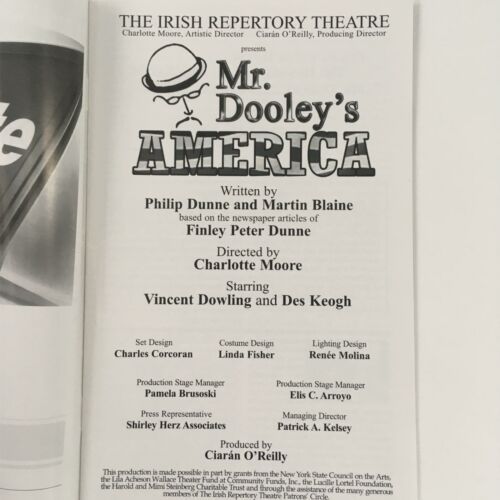 THE IRISH REPERTORY THEATRE
Charlotte Moore, Artistic Director Ciarán O'Reilly, Producing Director
presents
Mr.
Dooley's
AMERICA
Written by
Philip Dunne and Martin Blaine
based on the newspaper articles of
Finley Peter Dunne
Directed by
Charlotte Moore
Starring
Vincent Dowling and Des Keogh
Set Design Costume Design Lighting Design
Charles Corcoran Linda Fisher Renée Molina
Production Stage Manager Production Stage Manager
Pamela Brusoski Elis C. Arroyo
Press Representative Managing Director
Shirley Herz Associates Patrick A. Kelsey
Produced by
Ciarán O'Reilly
This production is made possible in part by grants from the New York State Council on the Arts,
the Lila Acheson Wallace Theater Fund at Community Funds, Inc., the Lucille Lortel Foundation,
the Harold and Mimi Steinberg Charitable Trust and through the assistance of the many generous
members of The Irish Repertory Theatre Patrons' Circle.